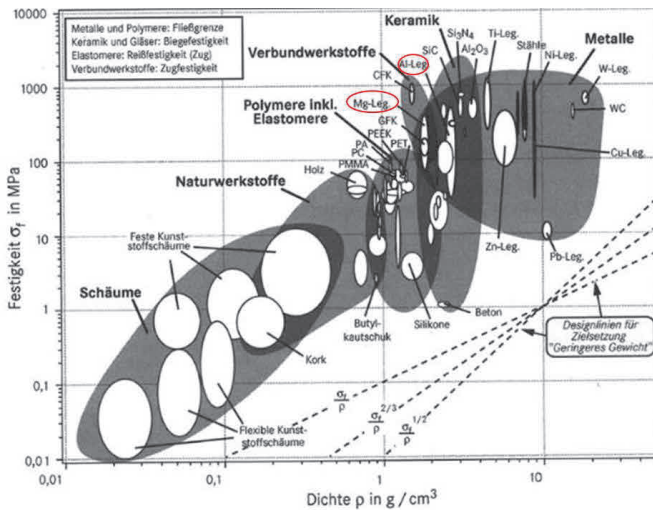 Metalle und Polymere: Fließgrenze
Keramik und Gläser: Biegefestigkeit
Elastomere: Reißfestigkeit (Zug)
Verbundwerkstoffe: Zugfestigkeit
Keramik
Si₃N₄
Ti-Leg.
SiC
Al₂O₃
Stähle
Ni-Leg.
Metalle
Verbundwerkstoffe
Al-Leg
CFK
W-Leg.
Mg-Leg.
WC
Polymere inkl.
Elastomere
GFK
PEEK
PA
PET
PC
PMMA
Cu-Leg.
Holz
Naturwerkstoffe
Zn-Leg.
Pb-Leg.
Feste Kunst-
stoffschäume
Schäume
Beton
Silikone
Butyl-
kautschuk
Kork
Designlinien für
Zielsetzung
"Geringeres Gewicht"
Flexible Kunst-
stoffschäume
σf/ρ
σf^2/3/ρ
σf^1/2/ρ
Festigkeit σf in MPa
10000
1000
100
10
1
0,1
0,01
0,01
0,1
1
10
Dichte ρ in g / cm³